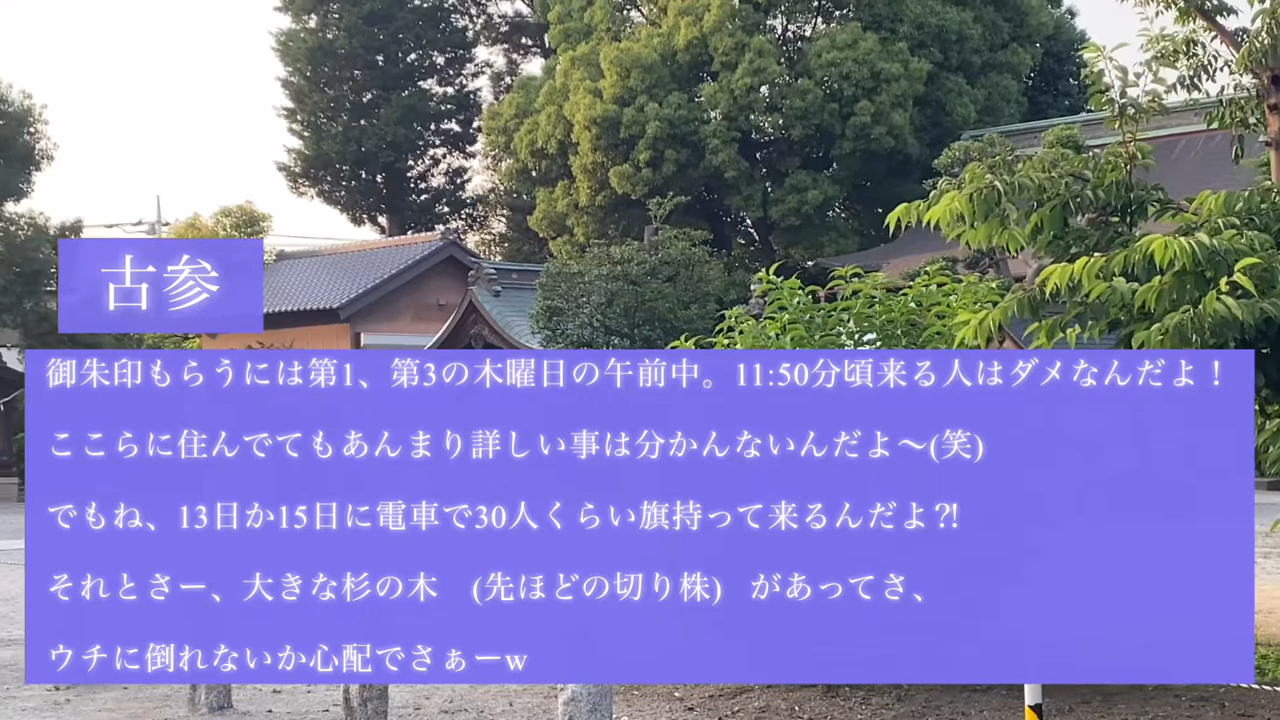 古参
御朱印もらうには第1、第3の木曜日の午前中。11:50分頃来る人はダメなんだよ！
ここらに住んでてもあんまり詳しい事は分かんないんだよ〜(笑)
でもね、13日か15日に電車で30人くらい旗持って来るんだよ⁈
それとさー、大きな杉の木　(先ほどの切り株)　があってさ、
ウチに倒れないか心配でさぁーw